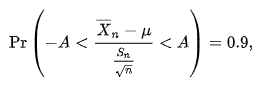 Pr(−A < (X̄ₙ − μ) / (Sₙ/√n) < A) = 0.9,